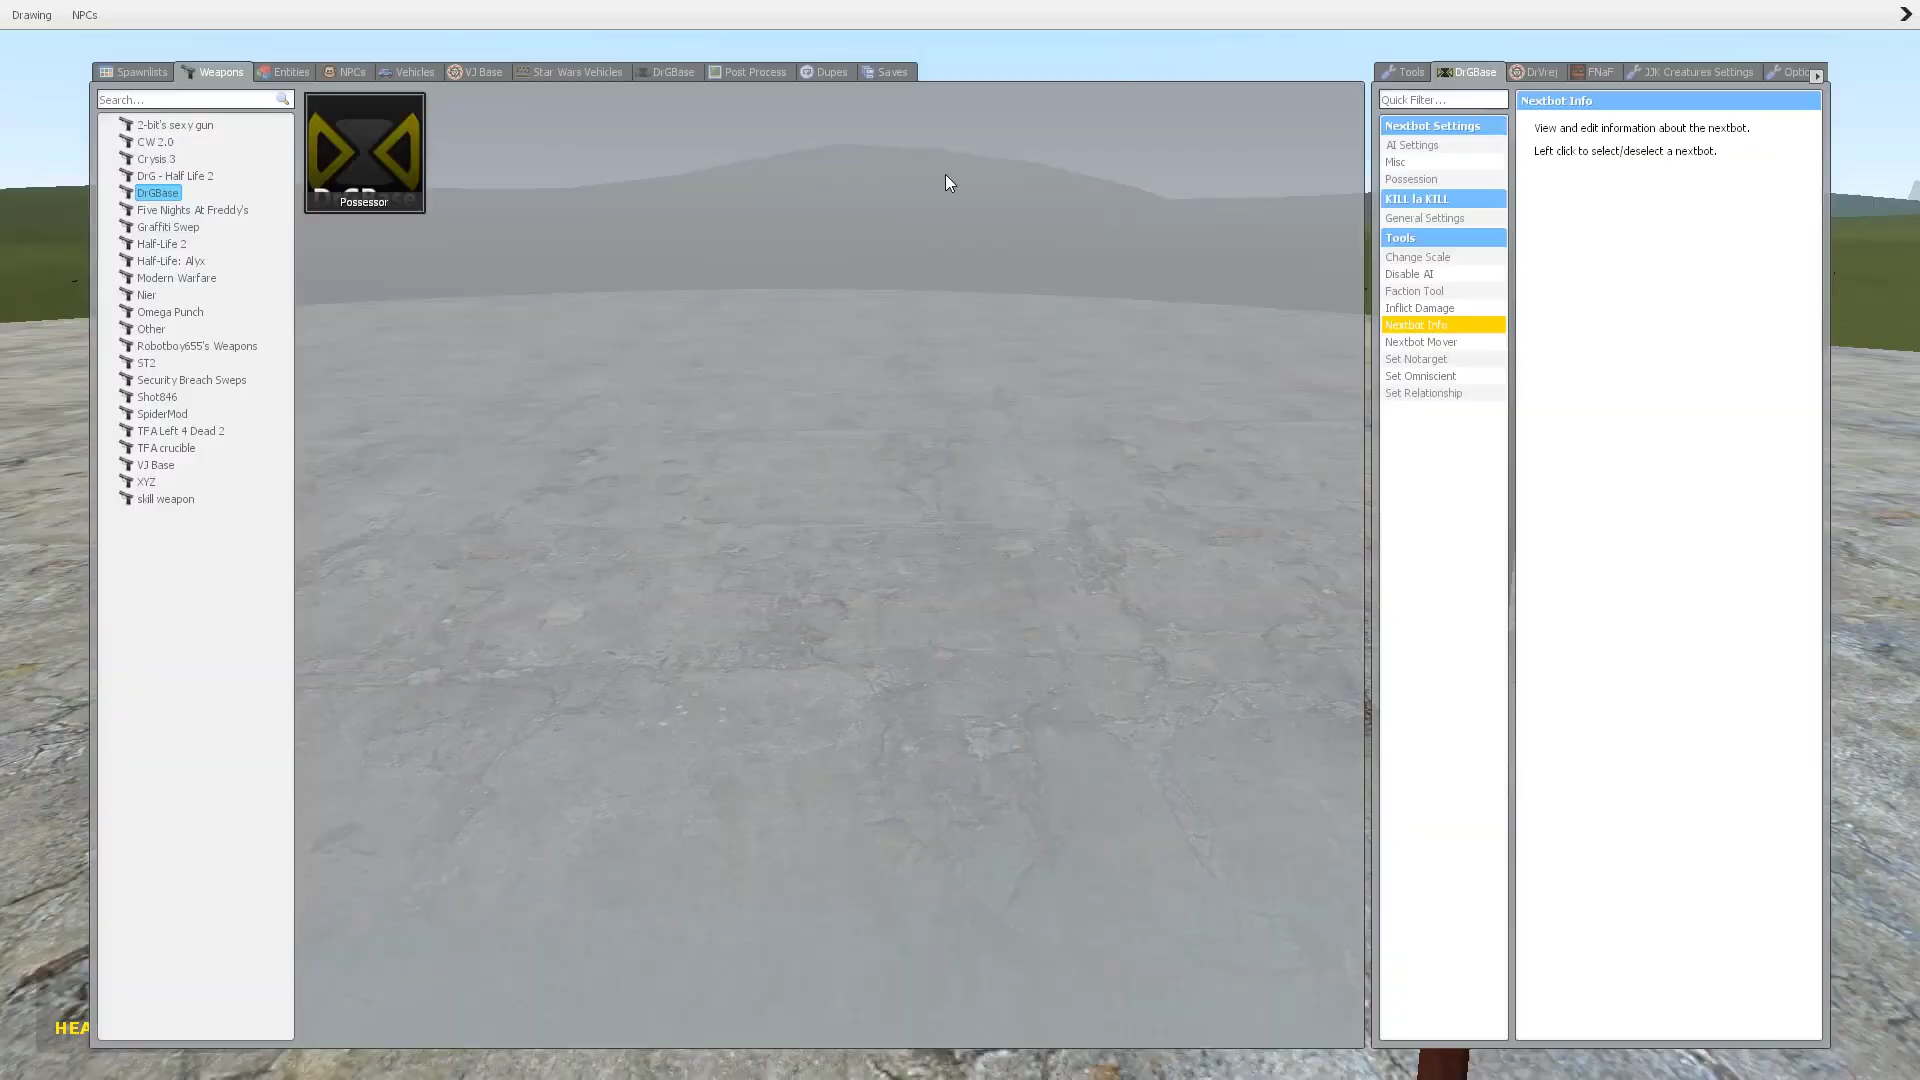 Drawing NPCs
Spawnlists Weapons Entities NPCs Vehicles VJ Base Star Wars Vehicles DrGBase Post Process Dupes Saves
Search...
2-bit's sexy gun
CW 2.0
Crysis 3
DrG - Half Life 2
DrGBase
Five Nights At Freddy's
Graffiti Swep
Half-Life 2
Half-Life: Alyx
Modern Warfare
Nier
Omega Punch
Other
Robotboy655's Weapons
ST2
Security Breach Sweps
Shot846
SpiderMod
TFA Left 4 Dead 2
TFA crucible
VJ Base
XYZ
skill weapon
DrGBase
Possessor
HEA
Tools DrGBase DrVrej FNaF JJK Creatures Settings Optio
Quick Filter...
Nextbot Settings
AI Settings
Misc
Possession
KILL la KILL
General Settings
Tools
Change Scale
Disable AI
Faction Tool
Inflict Damage
Nextbot Info
Nextbot Mover
Set Notarget
Set Omniscient
Set Relationship
Nextbot Info
View and edit information about the nextbot.
Left click to select/deselect a nextbot.